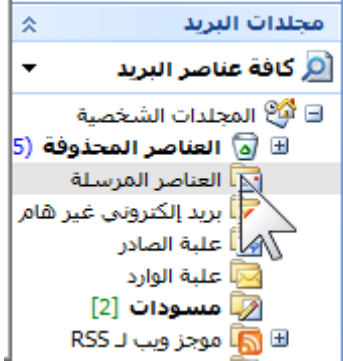 مجلدات البريد
كافة عناصر البريد
المجلدات الشخصية
العناصر المحذوفة (5
العناصر المرسلة
بريد إلكتروني غير هام
علبة الصادر
علبة الوارد
مسودات [2]
موجز ويب لـ RSS